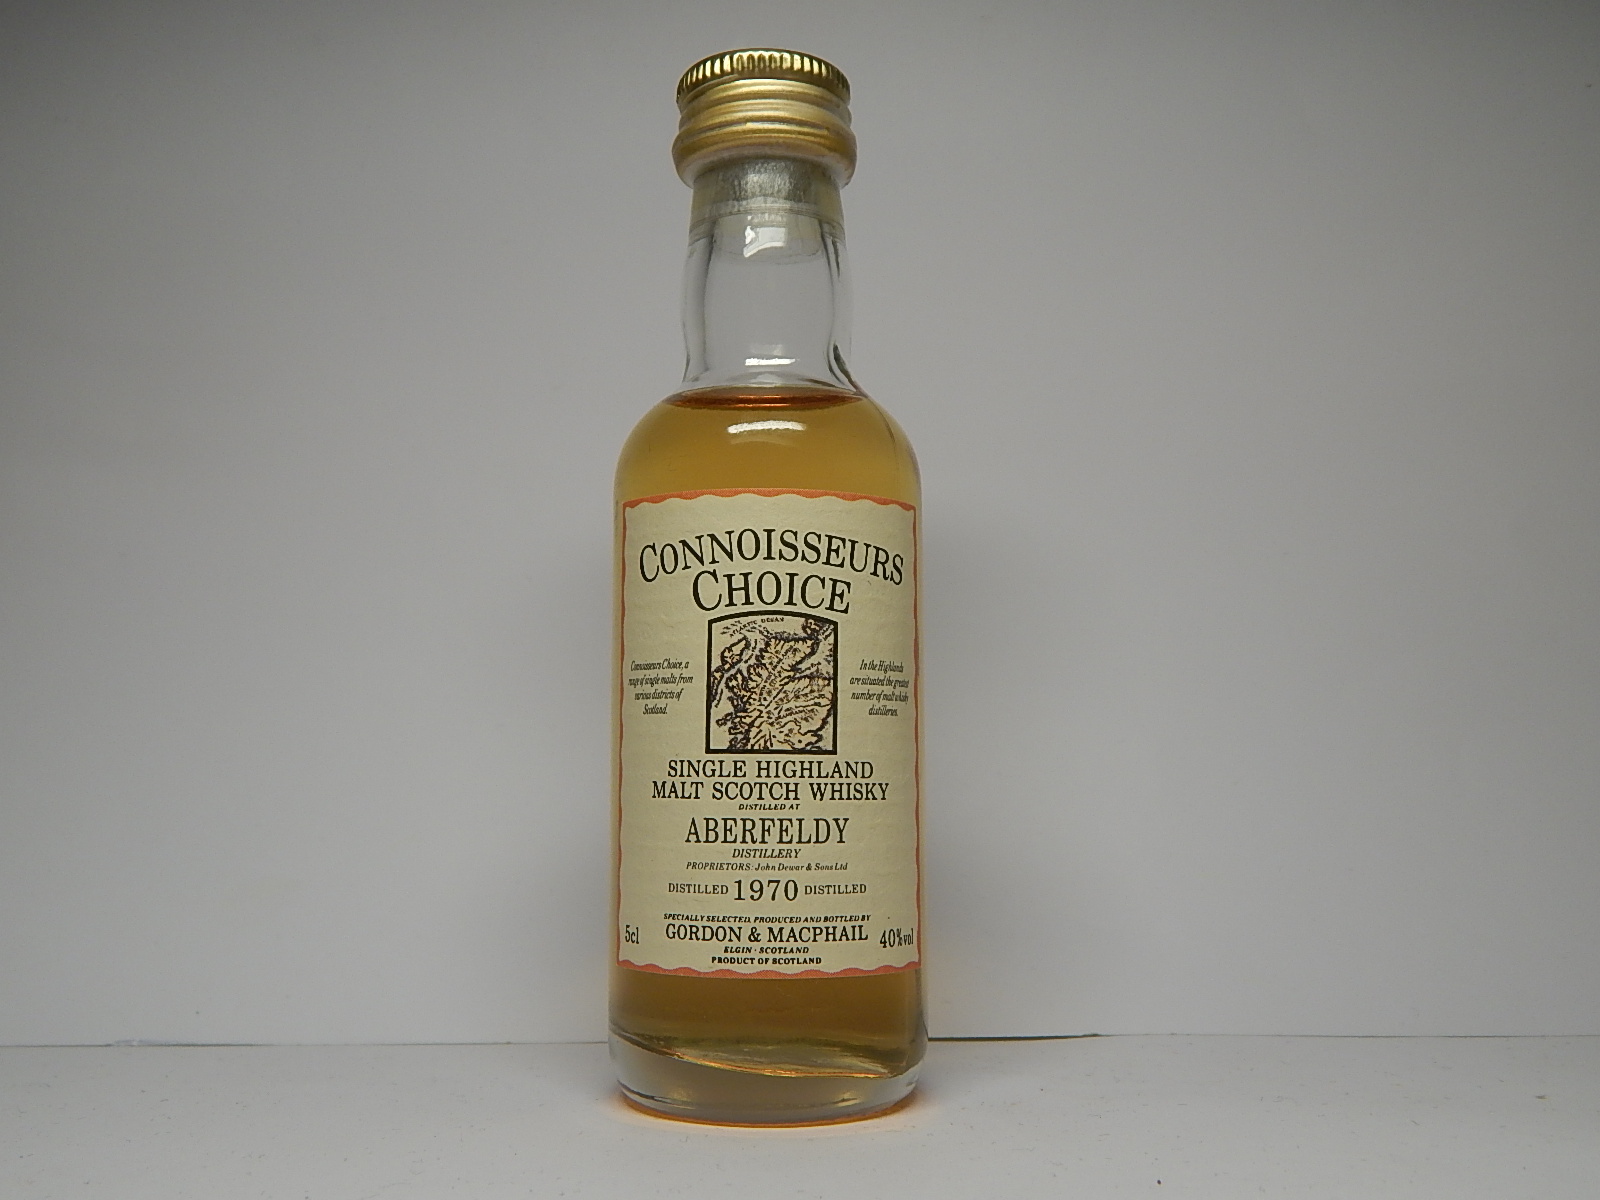 CONNOISSEURS
CHOICE
ATLANTIC OCEAN
Connoisseurs Choice, a
range of single malts from
various districts of
Scotland.
In the Highlands
are situated the greatest
number of malt whisky
distilleries.
SINGLE HIGHLAND
MALT SCOTCH WHISKY
DISTILLED AT
ABERFELDY
DISTILLERY
PROPRIETORS: John Dewar & Sons Ltd
DISTILLED 1970 DISTILLED
SPECIALLY SELECTED, PRODUCED AND BOTTLED BY
5cl GORDON & MACPHAIL 40%vol
ELGIN · SCOTLAND
PRODUCT OF SCOTLAND